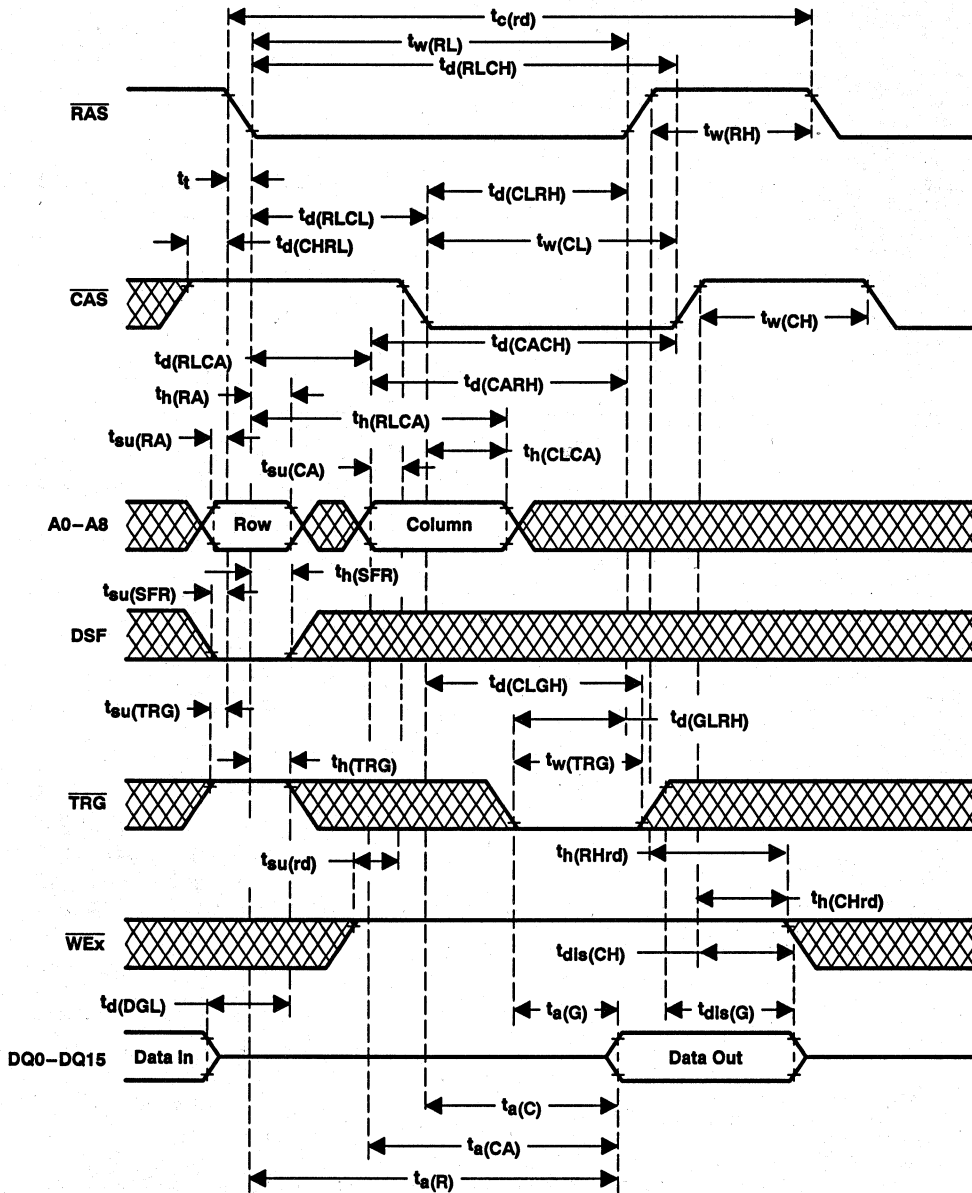 tc(rd)
tw(RL)
td(RLCH)
RAS
tw(RH)
tt
td(CLRH)
td(RLCL)
td(CHRL)
tw(CL)
CAS
tw(CH)
td(CACH)
td(RLCA)
td(CARH)
th(RA)
th(RLCA)
tsu(RA)
th(CLCA)
tsu(CA)
A0–A8
Row
Column
th(SFR)
tsu(SFR)
DSF
td(CLGH)
tsu(TRG)
td(GLRH)
th(TRG)
tw(TRG)
TRG
tsu(rd)
th(RHrd)
th(CHrd)
WEx
tdis(CH)
td(DGL)
ta(G)
tdis(G)
DQ0–DQ15
Data In
Data Out
ta(C)
ta(CA)
ta(R)